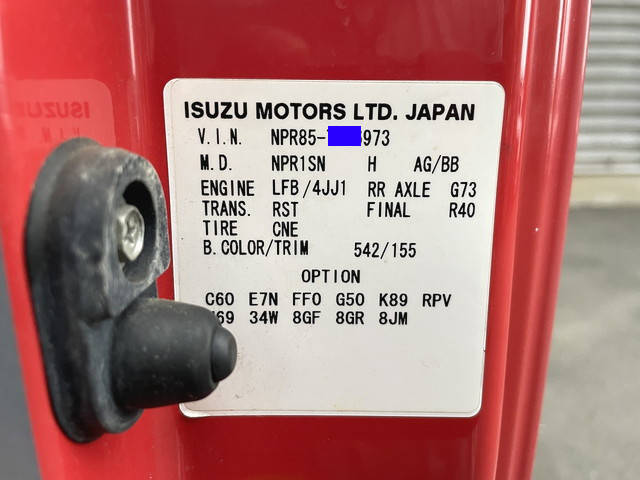 ISUZU MOTORS LTD. JAPAN
V.I.N. NPR85- 973
M.D. NPR1SN H AG/BB
ENGINE LFB/4JJ1 RR AXLE G73
TRANS. RST FINAL R40
TIRE CNE
B.COLOR/TRIM 542/155
OPTION
C60 E7N FF0 G50 K89 RPV
34W 8GF 8GR 8JM